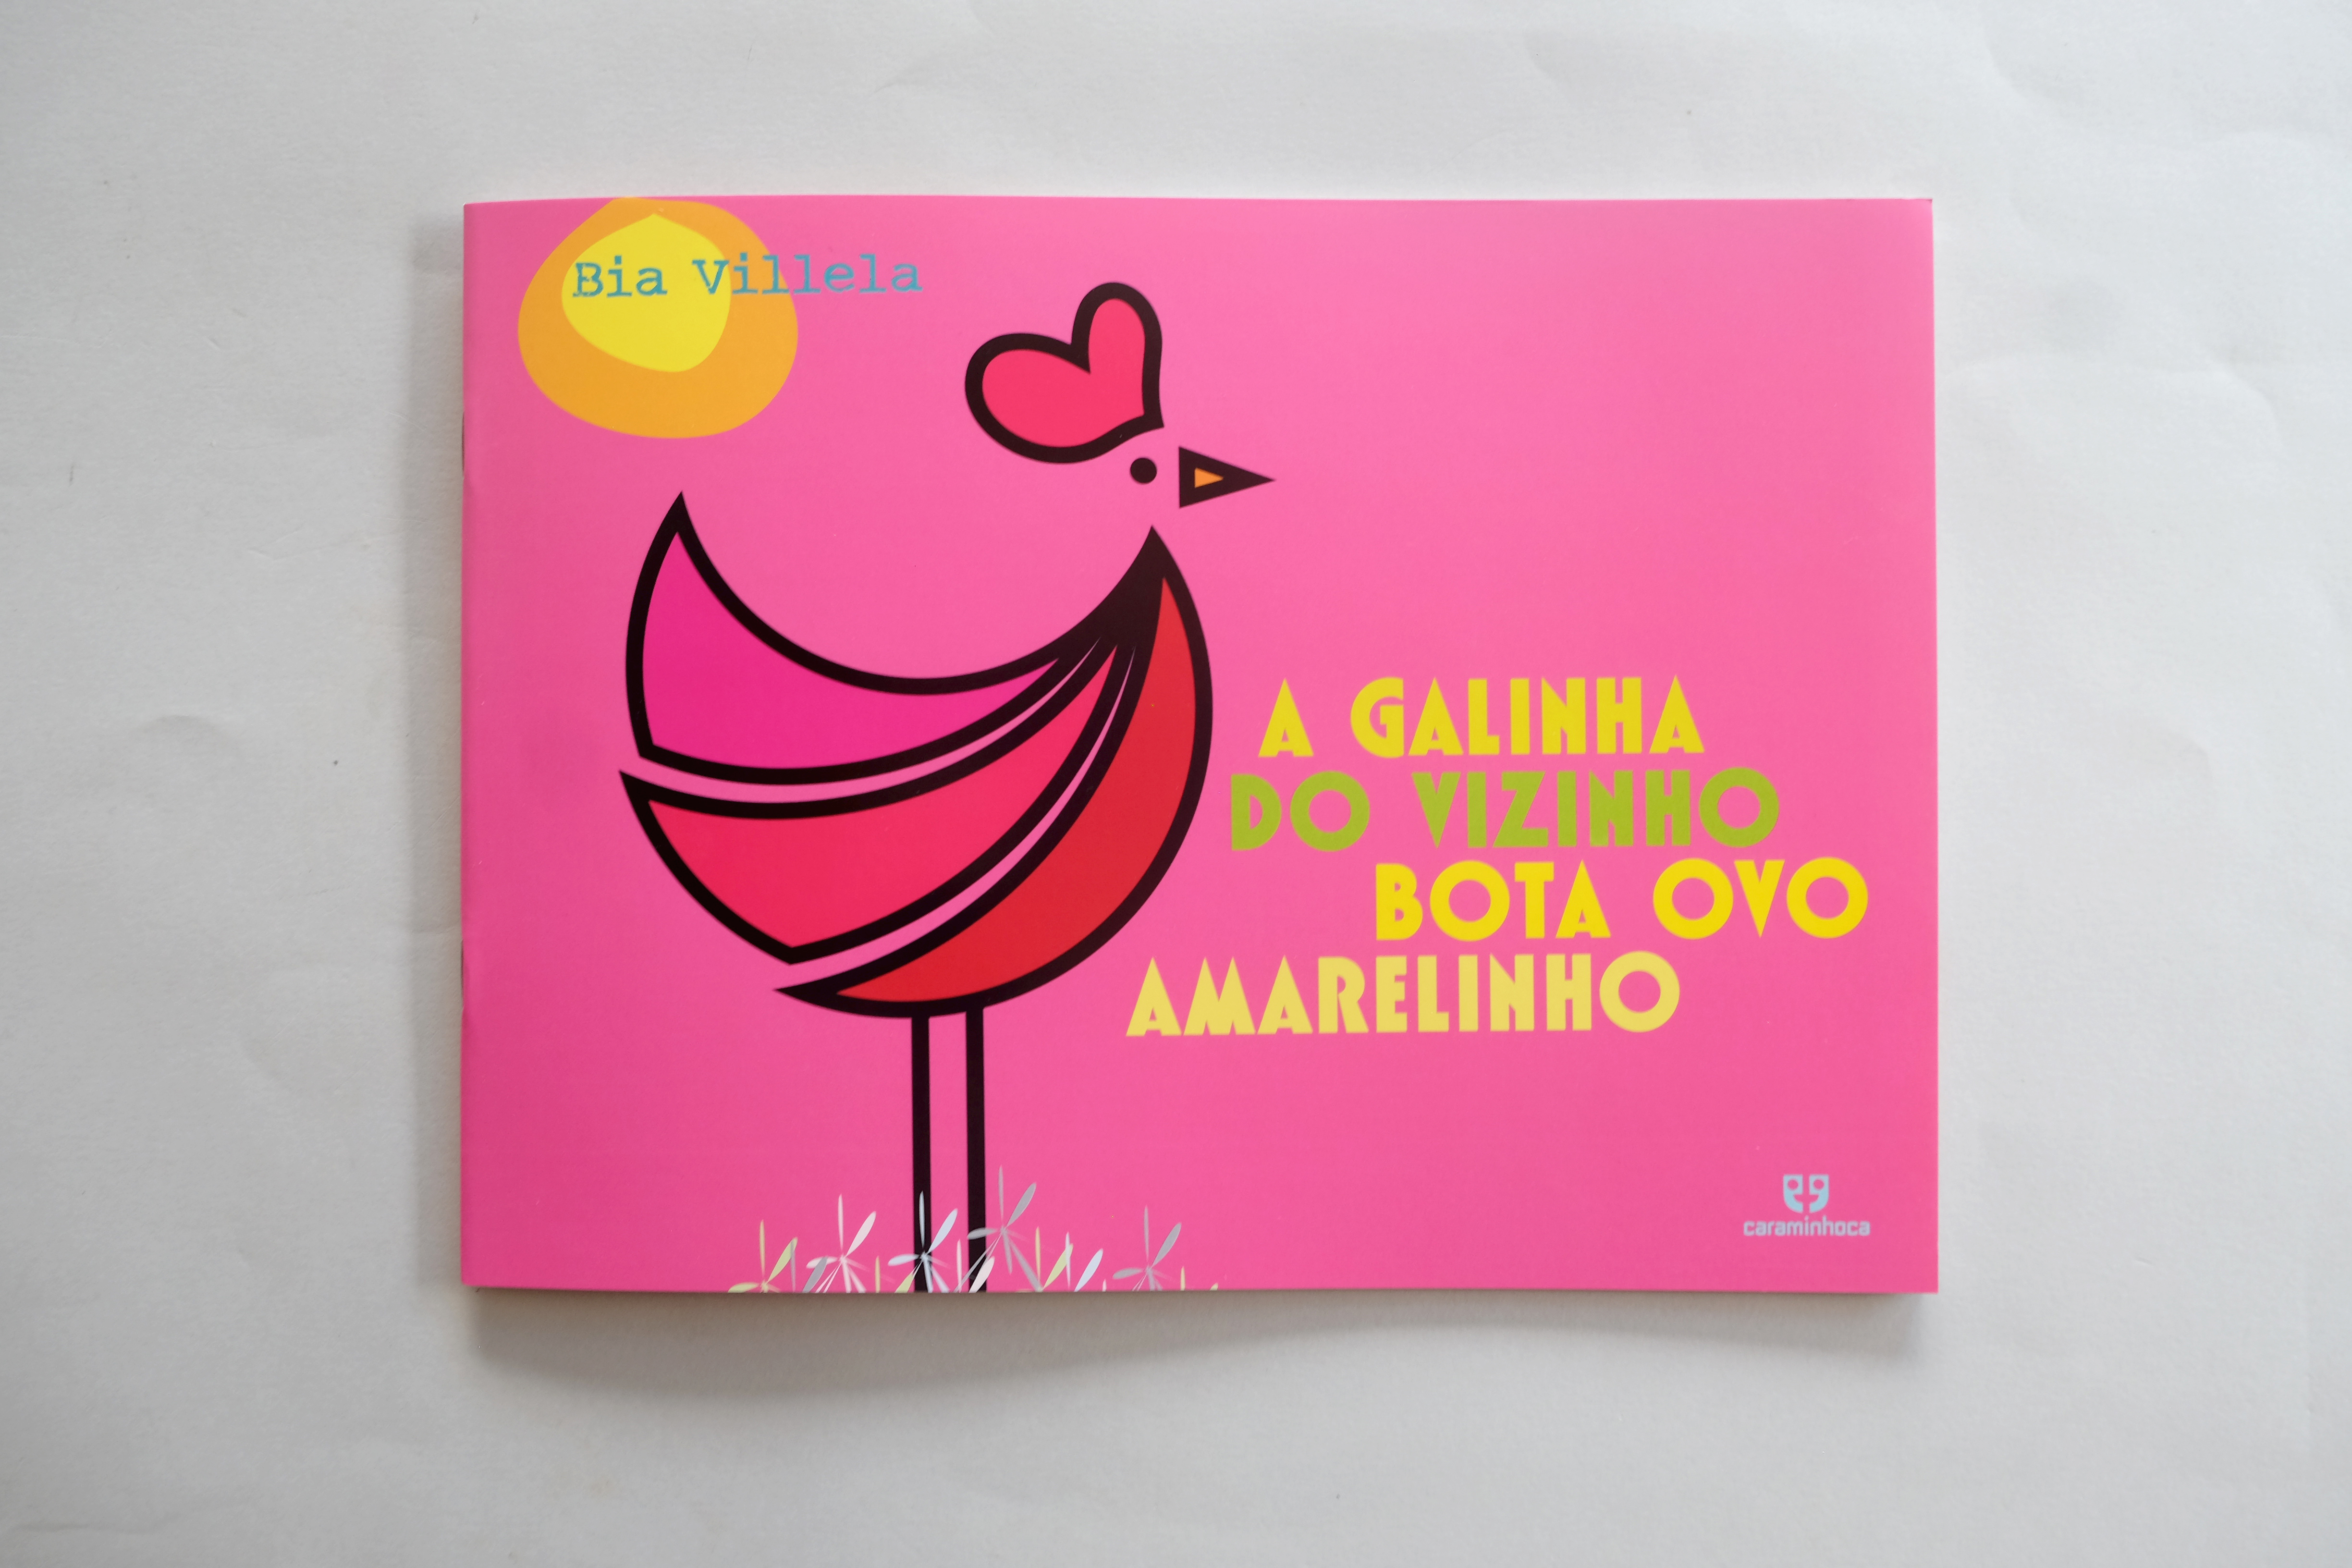 Bia Villela
A GALINHA
DO VIZINHO
BOTA OVO
AMARELINHO
caraminhoca